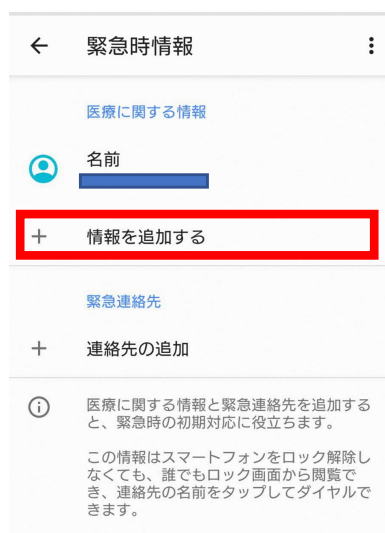 緊急時情報
医療に関する情報
名前
情報を追加する
緊急連絡先
連絡先の追加
医療に関する情報と緊急連絡先を追加する
と、緊急時の初期対応に役立ちます。
この情報はスマートフォンをロック解除し
なくても、誰でもロック画面から閲覧で
き、連絡先の名前をタップしてダイヤルで
きます。